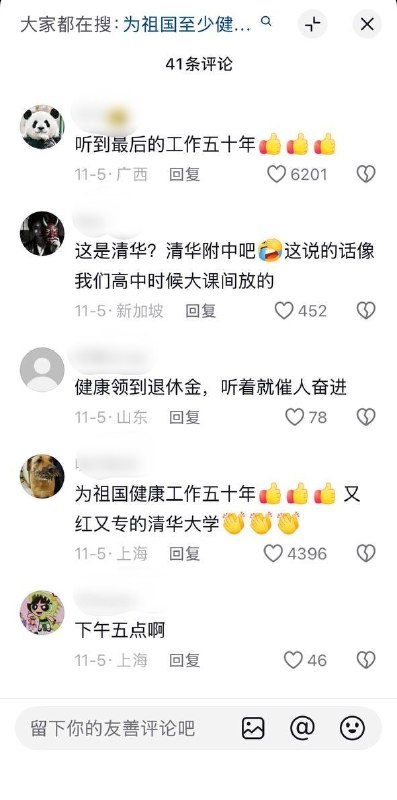 大家都在搜:为祖国至少健...
41条评论
听到最后的工作五十年👍👍👍
11-5·广西 回复 6201
这是清华？清华附中吧🤣这说的话像
我们高中时候大课间放的
11-5·新加坡 回复 452
健康领到退休金，听着就催人奋进
11-5·山东 回复 78
为祖国健康工作五十年👍👍👍 又
红又专的清华大学👏👏👏
11-5·上海 回复 4396
下午五点啊
11-5·上海 回复 46
留下你的友善评论吧